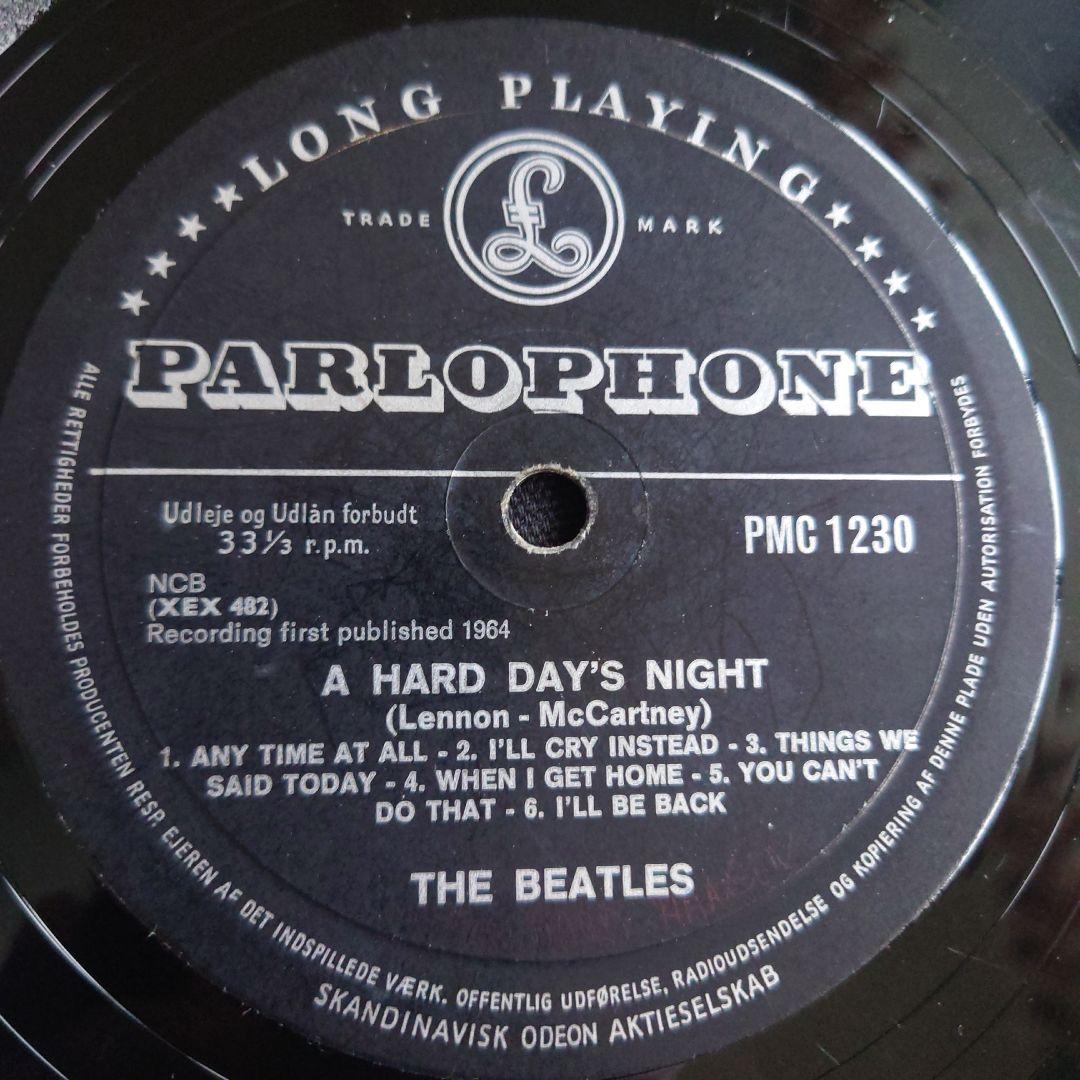 ★★★★LONG PLAYING★★★★
TRADE £ MARK
PARLOPHONE
Udleje og Udlån forbudt
33⅓ r.p.m.
PMC 1230
NCB
(XEX 482)
Recording first published 1964
A HARD DAY'S NIGHT
(Lennon - McCartney)
1. ANY TIME AT ALL - 2. I'LL CRY INSTEAD - 3. THINGS WE
SAID TODAY - 4. WHEN I GET HOME - 5. YOU CAN'T
DO THAT - 6. I'LL BE BACK
THE BEATLES
ALLE RETTIGHEDER FORBEHOLDES PRODUCENTEN RESP. EJEREN AF DET INDSPILLEDE VÆRK. OFFENTLIG UDFØRELSE, RADIOUDSENDELSE OG KOPIERING AF DENNE PLADE UDEN AUTORISATION FORBYDES
SKANDINAVISK ODEON AKTIESELSKAB